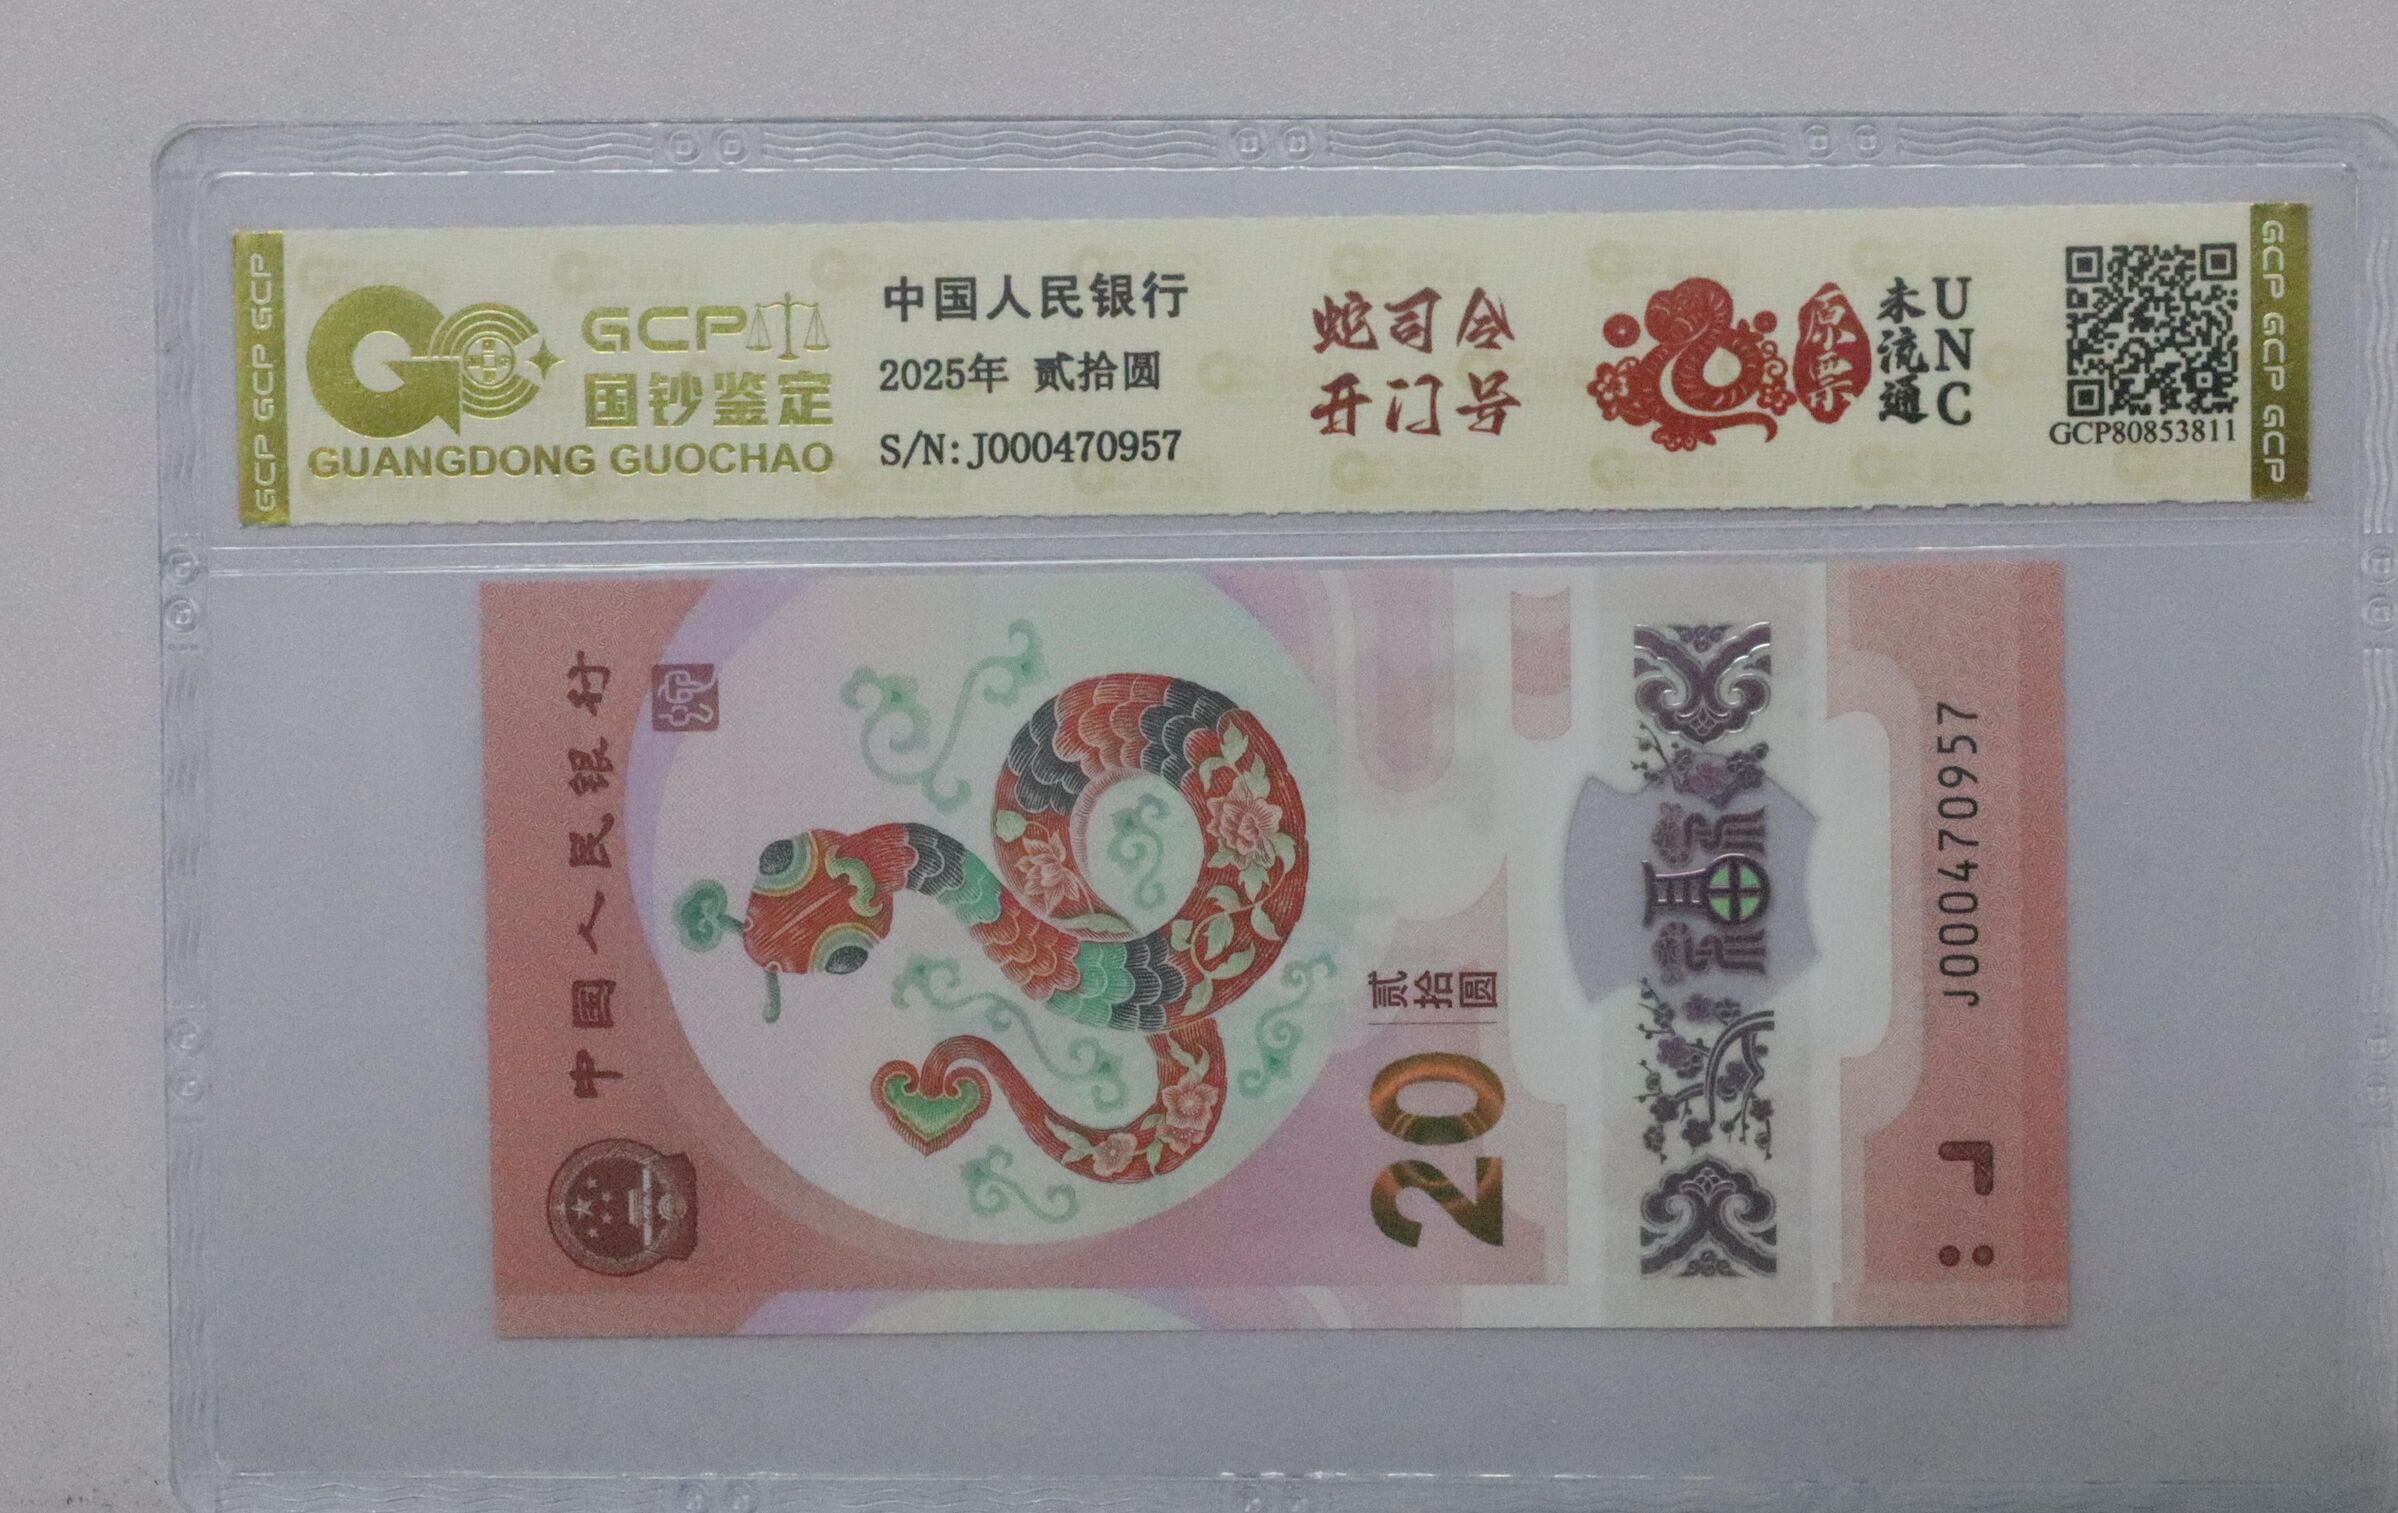 GCP GCP GCP
GCP
国钞鉴定
GUANGDONG GUOCHAO
中国人民银行
2025年 贰拾圆
S/N: J000470957
蛇司令
开门号
原票
未流通
UNC
GCP80853811
GCP GCP GCP
中国人民银行
蛇
20
贰拾圆
福
J000470957